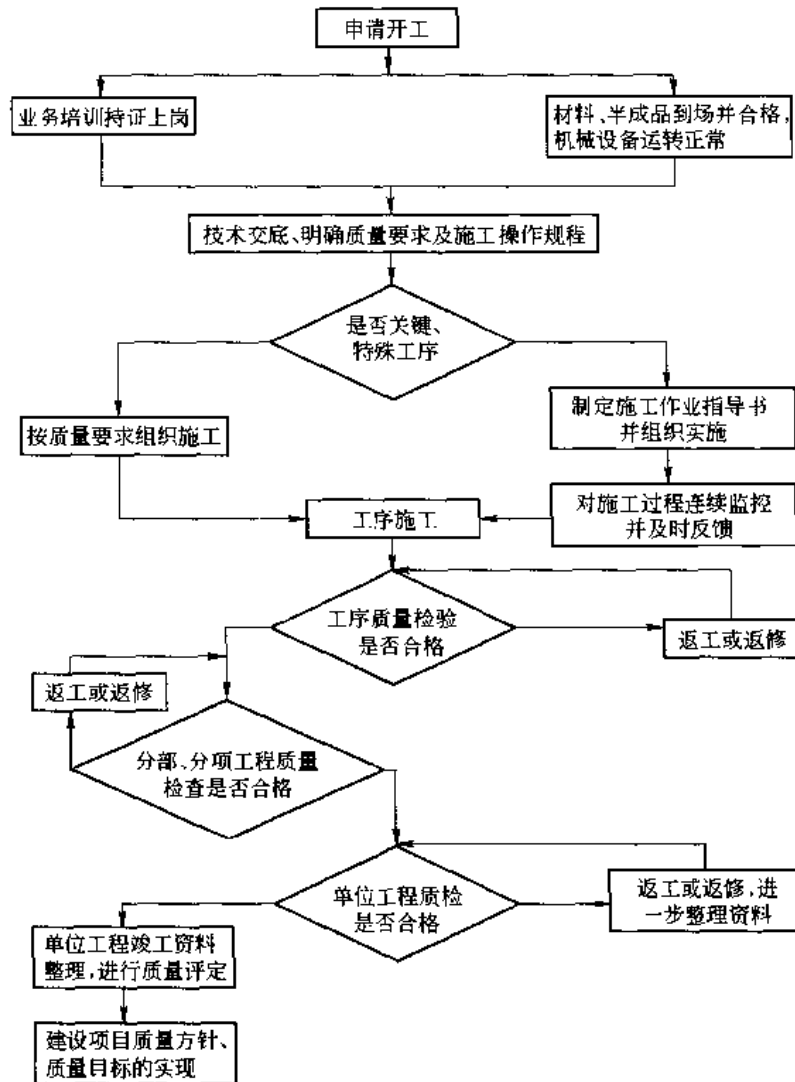 申请开工
业务培训持证上岗
材料、半成品到场并合格,
机械设备运转正常
技术交底、明确质量要求及施工操作规程
是否关键、
特殊工序
按质量要求组织施工
制定施工作业指导书
并组织实施
对施工过程连续监控
并及时反馈
工序施工
工序质量检验
是否合格
返工或返修
返工或返修
分部、分项工程质量
检查是否合格
单位工程质检
是否合格
返工或返修,进
一步整理资料
单位工程竣工资料
整理,进行质量评定
建设项目质量方针、
质量目标的实现